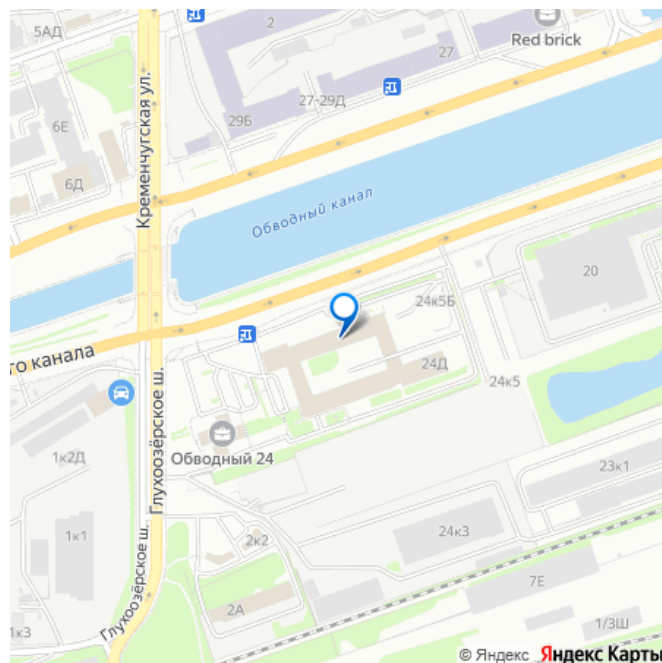 5АД
2
Red brick
27
27-29Д
29Б
6Е
6Д
Кременчугская ул.
Обводный канал
20
24к5Б
го канала
24Д
24к5
Глухоозёрское ш.
Обводный 24
1к2Д
23к1
1к1
24к3
2к2
7Е
Глухоозёрское ш.
2А
1к3
1/3Ш
© Яндекс Яндекс Карты